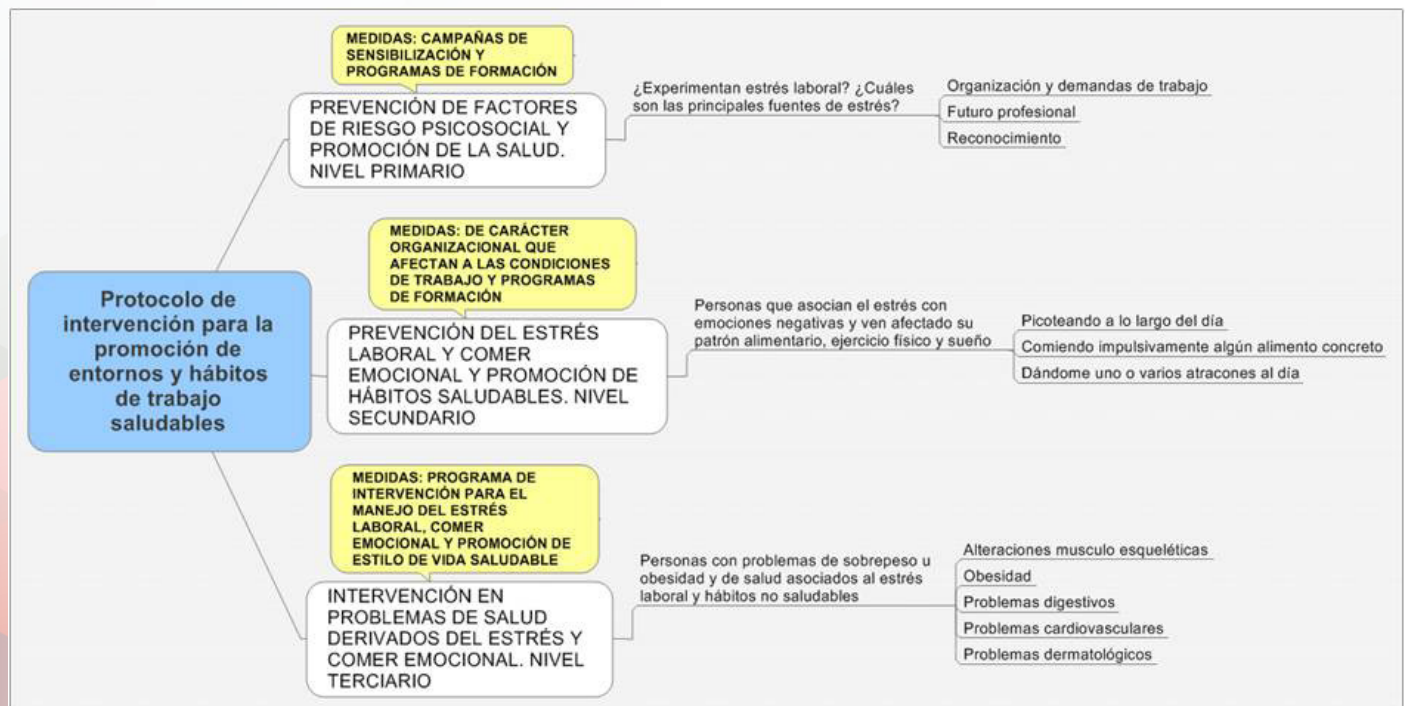 MEDIDAS: CAMPAÑAS DE
SENSIBILIZACIÓN Y
PROGRAMAS DE FORMACIÓN
PREVENCIÓN DE FACTORES
DE RIESGO PSICOSOCIAL Y
PROMOCIÓN DE LA SALUD.
NIVEL PRIMARIO
¿Experimentan estrés laboral? ¿Cuáles
son las principales fuentes de estrés?
Organización y demandas de trabajo
Futuro profesional
Reconocimiento
Protocolo de
intervención para la
promoción de
entornos y hábitos
de trabajo
saludables
MEDIDAS: DE CARÁCTER
ORGANIZACIONAL QUE
AFECTAN A LAS CONDICIONES
DE TRABAJO Y PROGRAMAS
DE FORMACIÓN
PREVENCIÓN DEL ESTRÉS
LABORAL Y COMER
EMOCIONAL Y PROMOCIÓN DE
HÁBITOS SALUDABLES. NIVEL
SECUNDARIO
Personas que asocian el estrés con
emociones negativas y ven afectado su
patrón alimentario, ejercicio físico y sueño
Picoteando a lo largo del día
Comiendo impulsivamente algún alimento concreto
Dándome uno o varios atracones al día
MEDIDAS: PROGRAMA DE
INTERVENCIÓN PARA EL
MANEJO DEL ESTRÉS
LABORAL, COMER
EMOCIONAL Y PROMOCIÓN DE
ESTILO DE VIDA SALUDABLE
INTERVENCIÓN EN
PROBLEMAS DE SALUD
DERIVADOS DEL ESTRÉS Y
COMER EMOCIONAL. NIVEL
TERCIARIO
Personas con problemas de sobrepeso u
obesidad y de salud asociados al estrés
laboral y hábitos no saludables
Alteraciones musculo esqueléticas
Obesidad
Problemas digestivos
Problemas cardiovasculares
Problemas dermatológicos